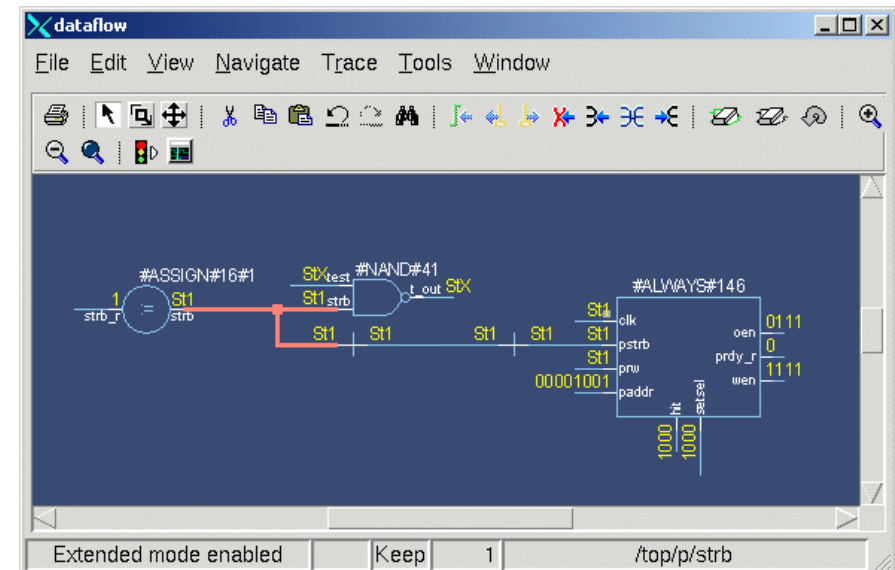 dataflow
File Edit View Navigate Trace Tools Window
#ASSIGN#16#1
1
strb_r
:=
St1
strb
StX
test
#NAND#41
St1
strb
t_out
StX
St1
St1
St1
St1
#ALWAYS#146
St1
clk
St1
pstrb
St1
prw
00001001
paddr
oen
0111
prdy_r
0
wen
1111
hit
setsel
1000
1000
Extended mode enabled Keep 1 /top/p/strb